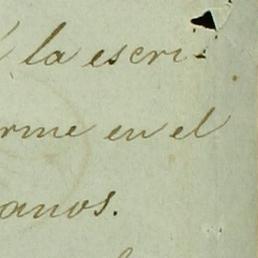 la escri-
rme en el
anos.